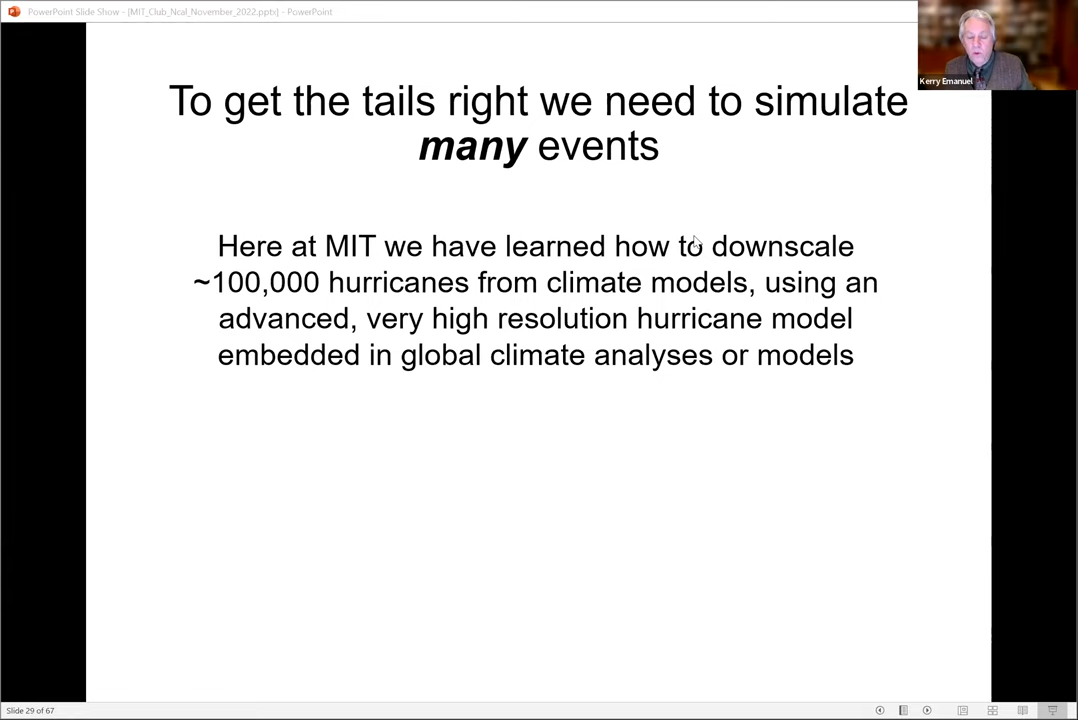 PowerPoint Slide Show - [MIT_Club_Ncal_November_2022.pptx] - PowerPoint
Kerry Emanuel
To get the tails right we need to simulate
many events
Here at MIT we have learned how to downscale
~100,000 hurricanes from climate models, using an
advanced, very high resolution hurricane model
embedded in global climate analyses or models
Slide 29 of 67